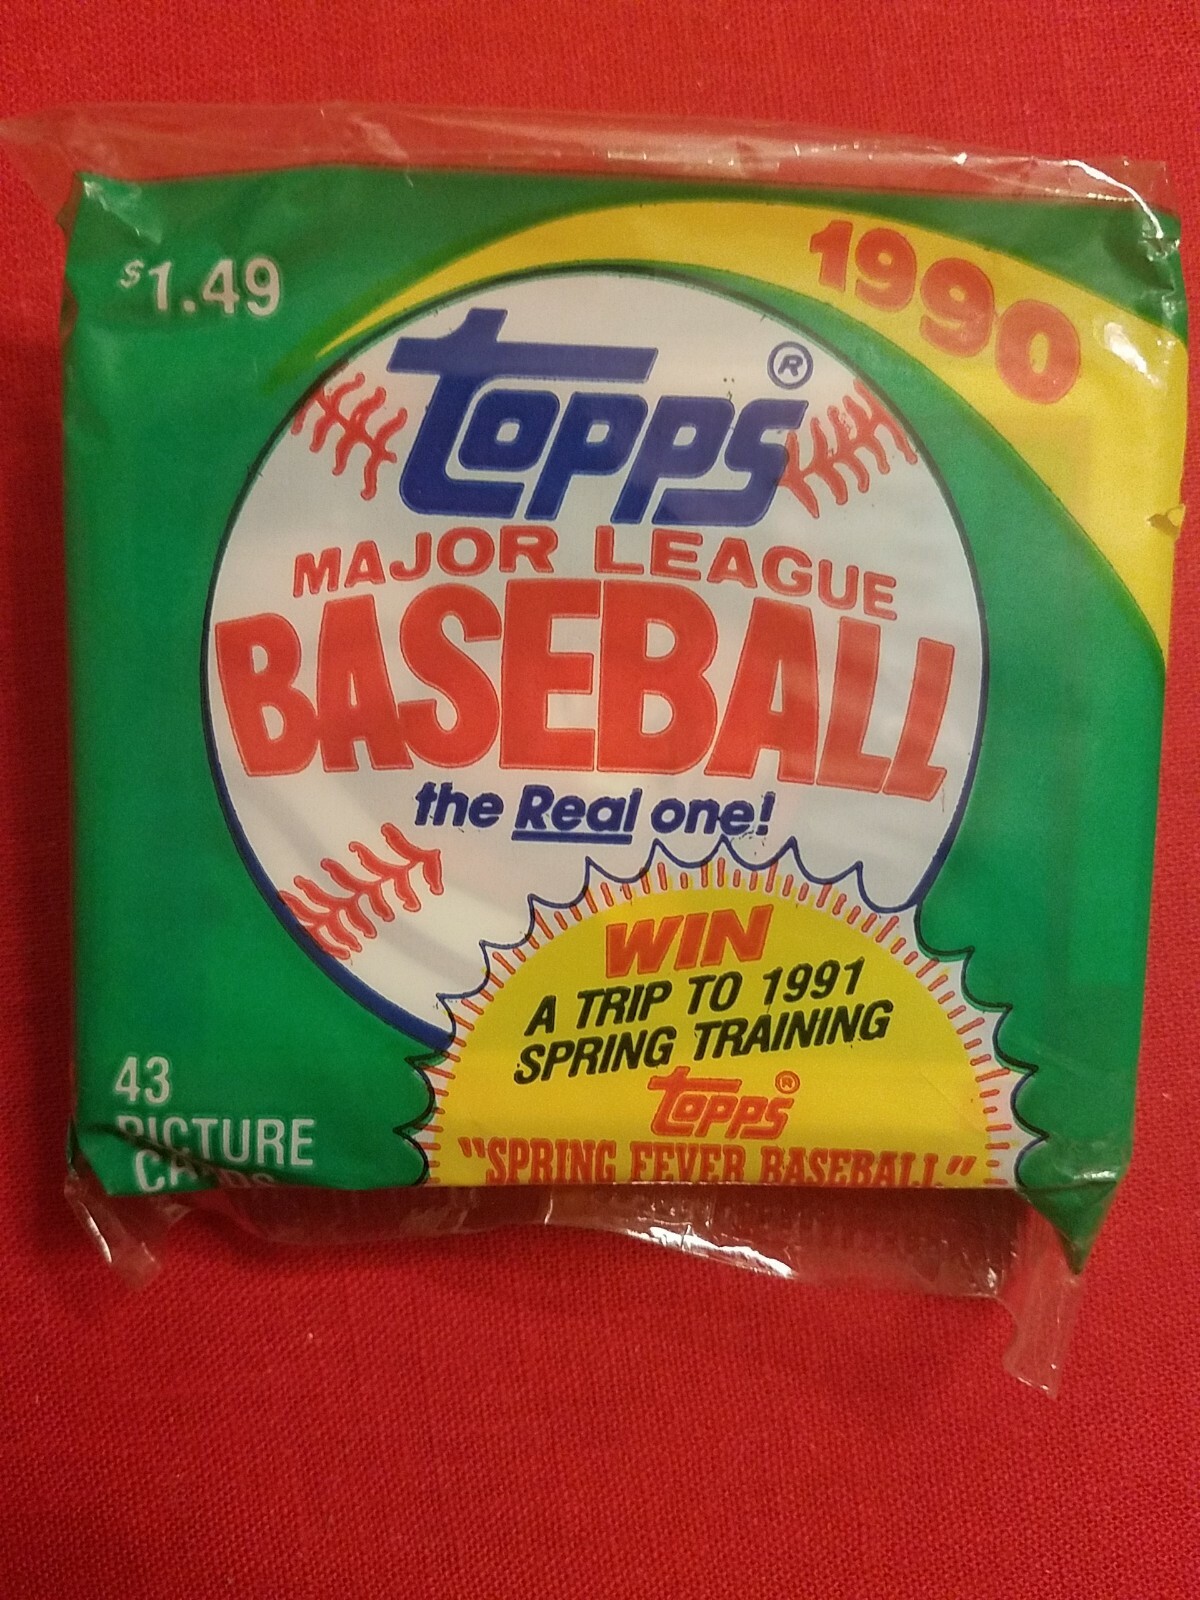 $1.49
1990
Topps®
MAJOR LEAGUE
BASEBALL
the Real one!
WIN
A TRIP TO 1991
SPRING TRAINING
Topps®
"SPRING FEVER BASEBALL"
43
PICTURE
CARDS